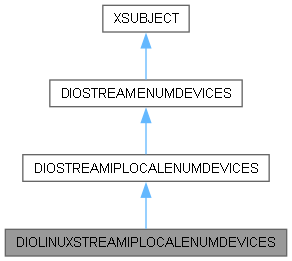 XSUBJECT
DIOSTREAMENUMDEVICES
DIOSTREAMIPLOCALENUMDEVICES
DIOLINUXSTREAMIPLOCALENUMDEVICES